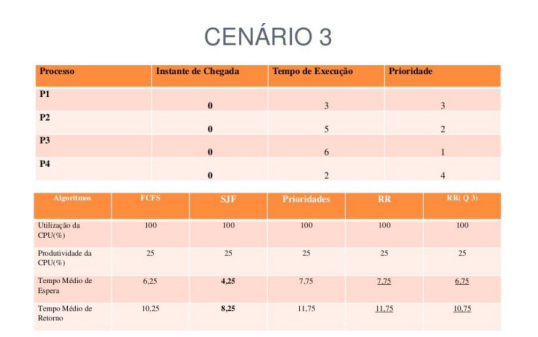 CENÁRIO 3
Processo Instante de Chegada Tempo de Execução Prioridade
P1
0 3 3
P2
0 5 2
P3
0 6 1
P4
0 2 4
Algoritmos FCFS SJF Prioridades RR RR( Q 3)
Utilização da 100 100 100 100 100
CPU(%)
Produtividade da 25 25 25 25 25
CPU(%)
Tempo Médio de 6,25 4,25 7,75 7,75 6,75
Espera
Tempo Médio de 10,25 8,25 11,75 11,75 10,75
Retorno